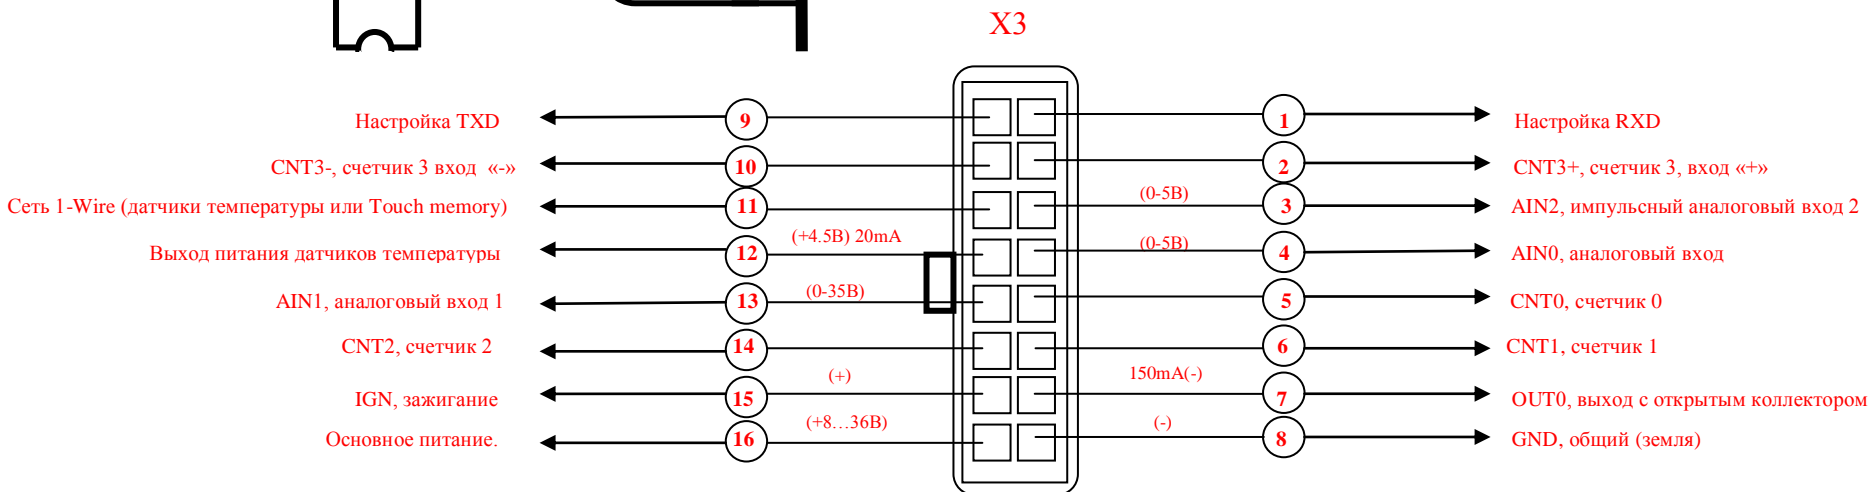 X3
Настройка TXD 9 1 Настройка RXD
CNT3-, счетчик 3 вход «-» 10 2 CNT3+, счетчик 3, вход «+»
Сеть 1-Wire (датчики температуры или Touch memory) 11 (0-5В) 3 AIN2, импульсный аналоговый вход 2
Выход питания датчиков температуры 12 (+4.5В) 20mA (0-5В) 4 AIN0, аналоговый вход
AIN1, аналоговый вход 1 13 (0-35В) 5 CNT0, счетчик 0
CNT2, счетчик 2 14 6 CNT1, счетчик 1
IGN, зажигание 15 (+) 150mA(-) 7 OUT0, выход с открытым коллектором
Основное питание. 16 (+8…36В) (-) 8 GND, общий (земля)